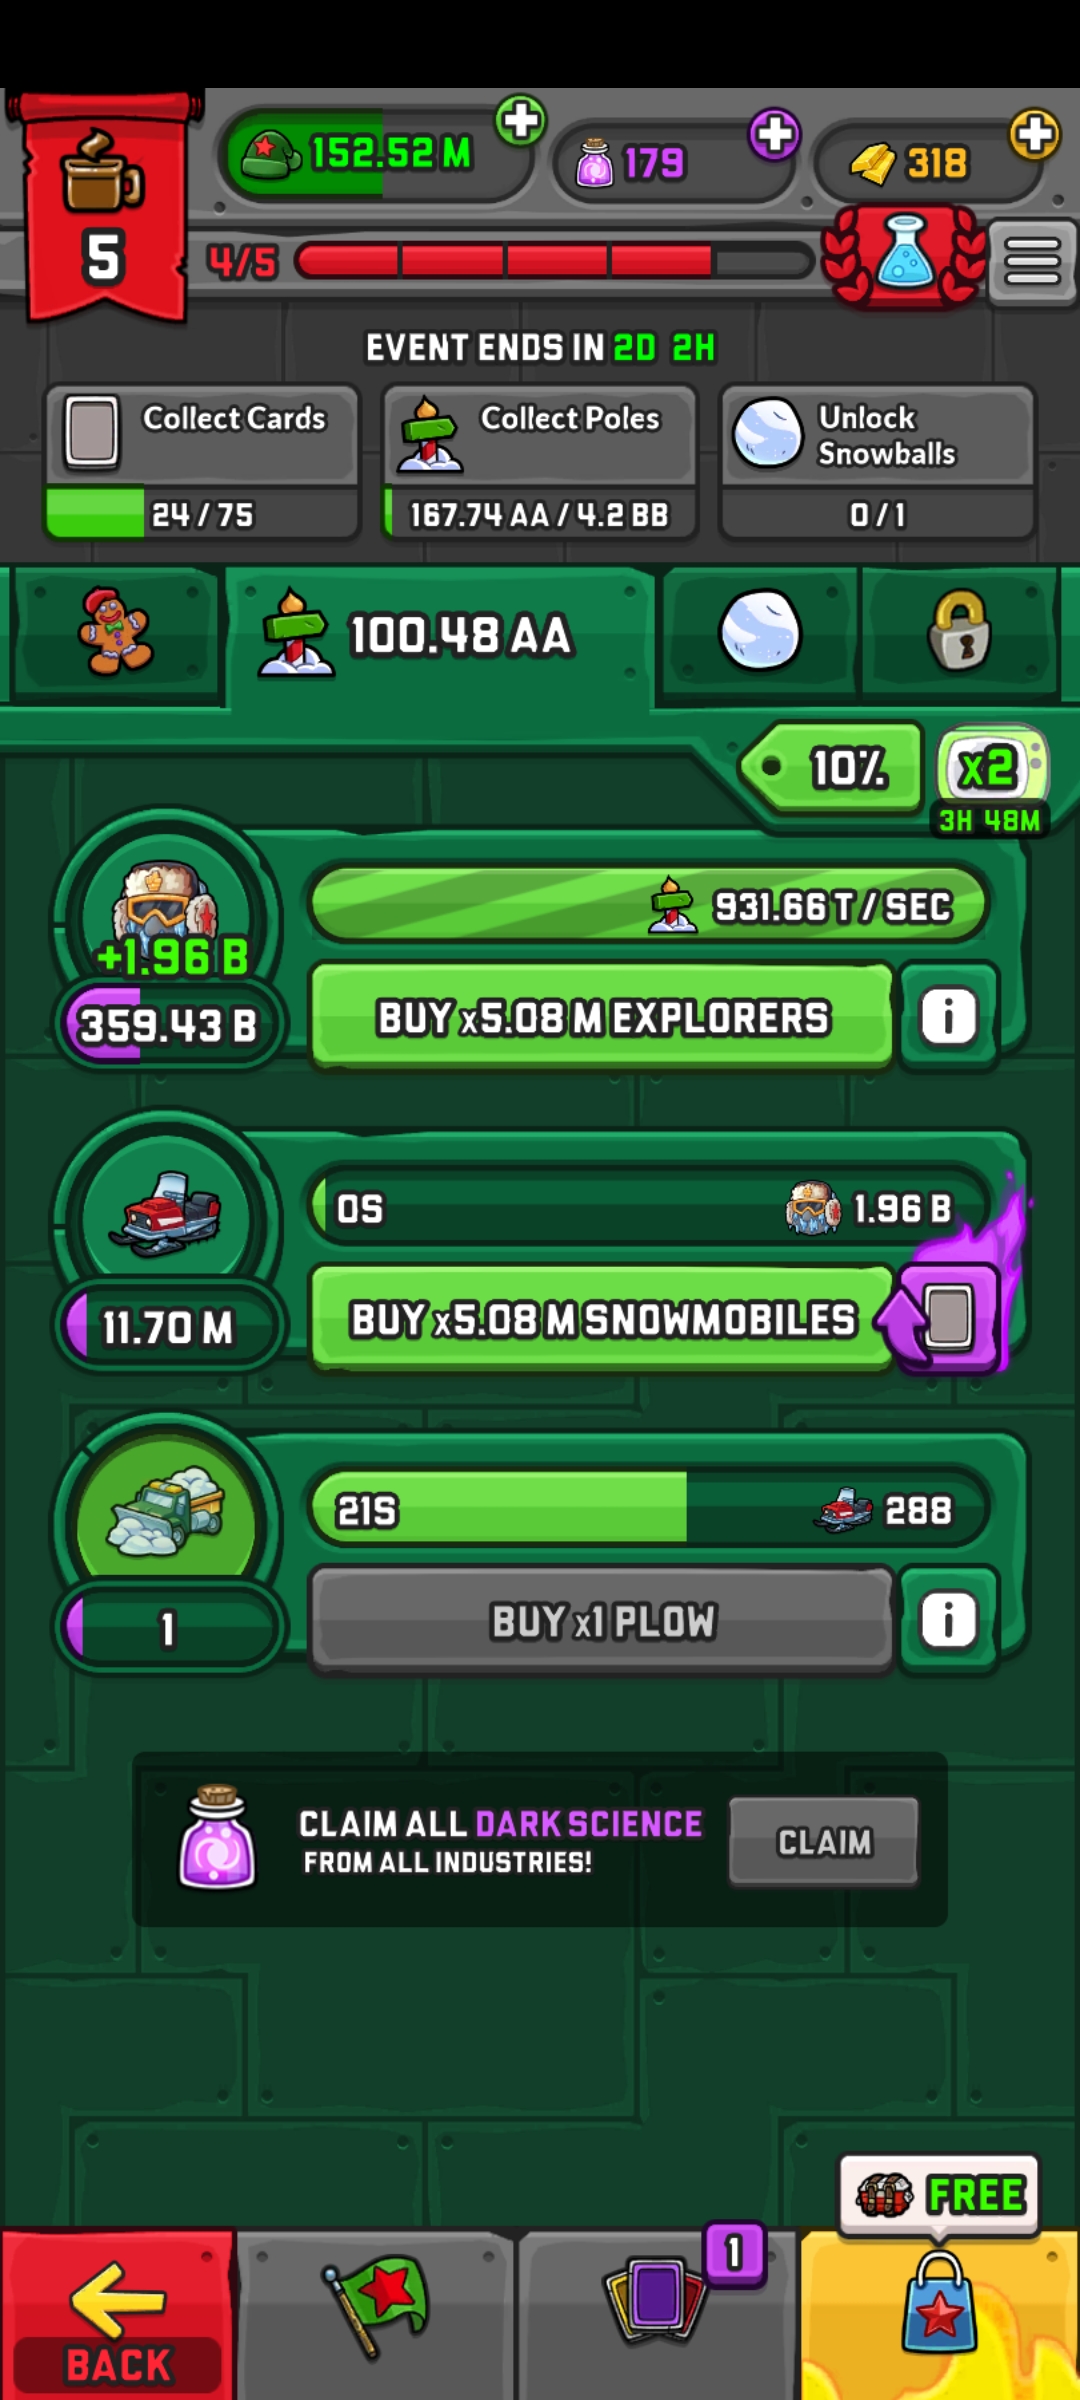 152.52 M
179
318
5
4/5
EVENT ENDS IN 2D 2H
Collect Cards
24 / 75
Collect Poles
167.74 AA / 4.2 BB
Unlock
Snowballs
0 / 1
100.48 AA
10%
x2
3H 48M
+1.96 B
359.43 B
931.66 T / SEC
BUY x5.08 M EXPLORERS
i
0S
1.96 B
11.70 M
BUY x5.08 M SNOWMOBILES
21S
288
1
BUY x1 PLOW
i
CLAIM ALL DARK SCIENCE
FROM ALL INDUSTRIES!
CLAIM
FREE
1
BACK